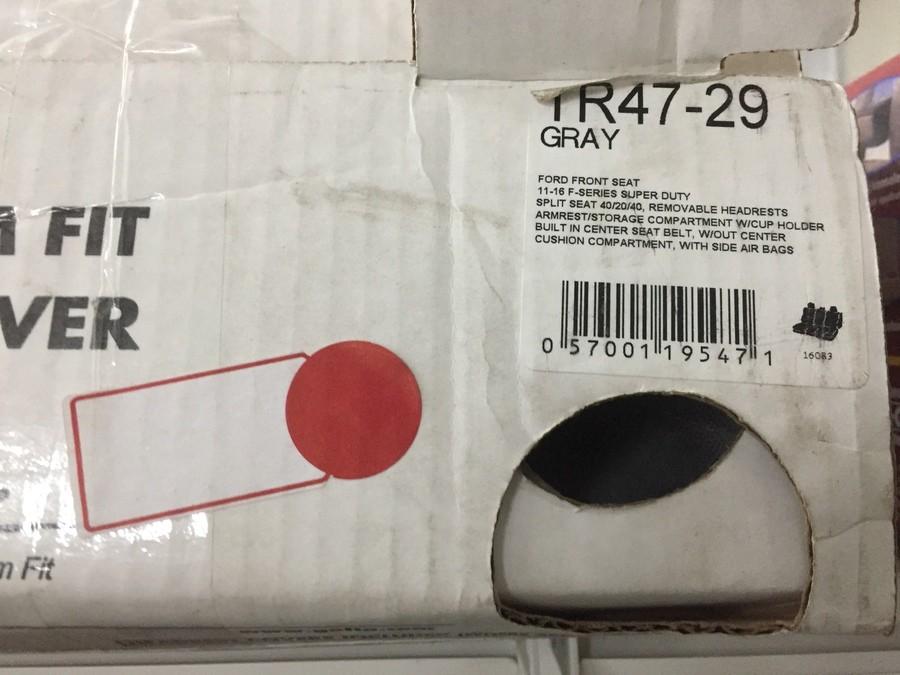 TR47-29
GRAY
FORD FRONT SEAT
11-16 F-SERIES SUPER DUTY
SPLIT SEAT 40/20/40, REMOVABLE HEADRESTS
ARMREST/STORAGE COMPARTMENT W/CUP HOLDER
BUILT IN CENTER SEAT BELT, W/OUT CENTER
CUSHION COMPARTMENT, WITH SIDE AIR BAGS
0 57001 19547 1
16083
FIT
VER
m Fit